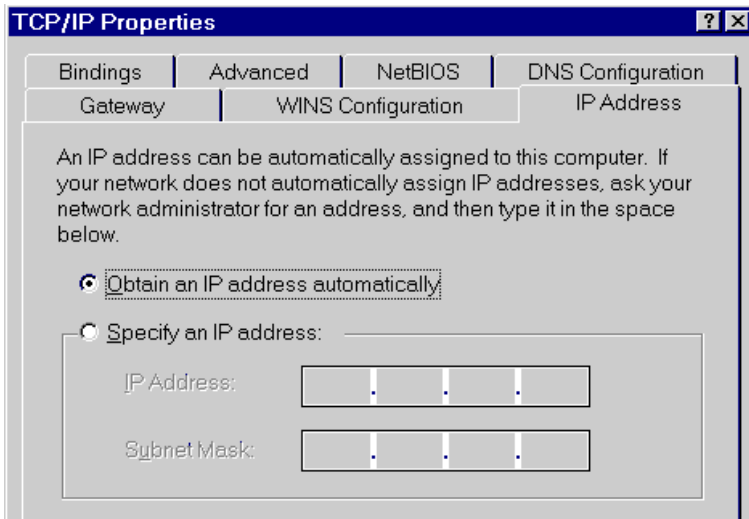 TCP/IP Properties
Bindings Advanced NetBIOS DNS Configuration
Gateway WINS Configuration IP Address
An IP address can be automatically assigned to this computer. If
your network does not automatically assign IP addresses, ask your
network administrator for an address, and then type it in the space
below.
Obtain an IP address automatically
Specify an IP address:
IP Address:
Subnet Mask: